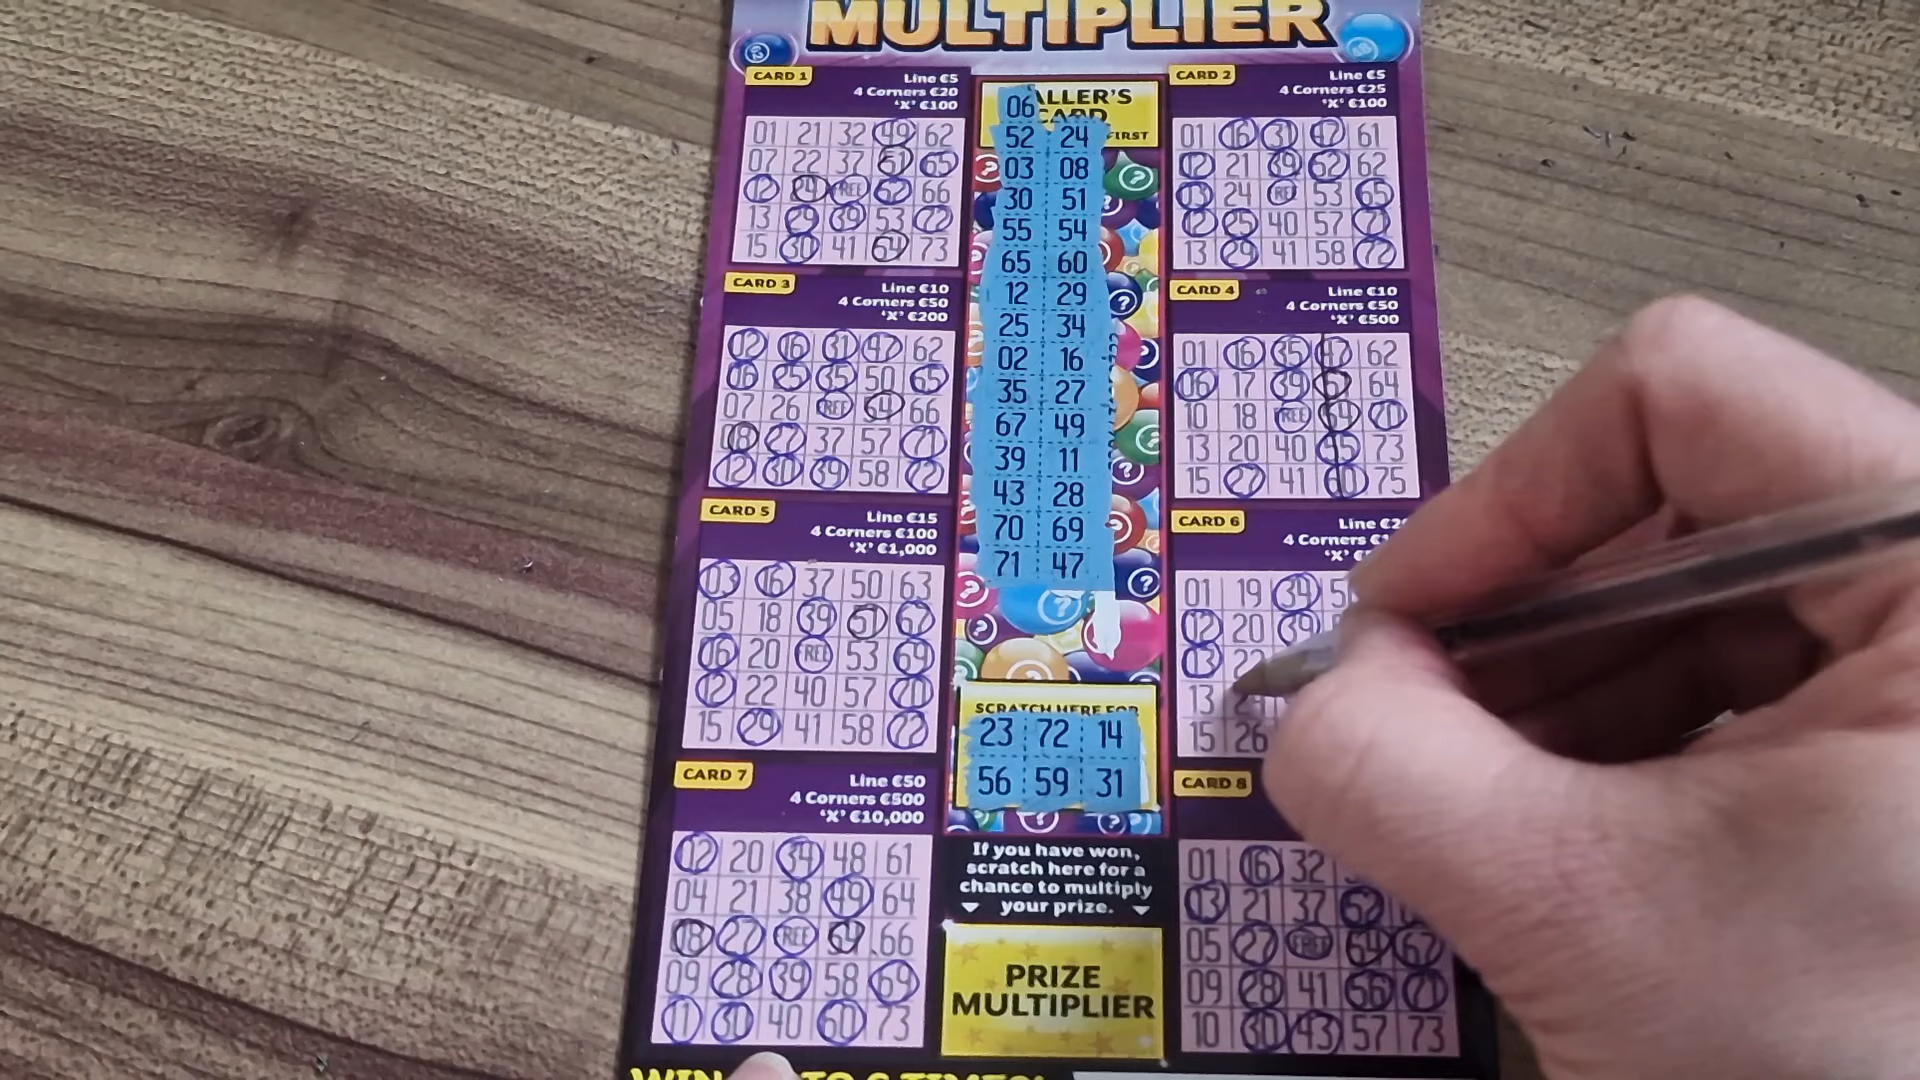 MULTIPLIER
CARD 1
Line €5
4 Corners €20
'X' €100
01 21 32 49 62
07 22 37 51 65
12 24 FREE 62 66
13 29 39 53 72
15 30 41 54 73
CALLER'S
CARD
FIRST
06
52 24
03 08
30 51
55 54
65 60
12 29
25 34
02 16
35 27
67 49
39 11
43 28
70 69
71 47
CARD 2
Line €5
4 Corners €25
'X' €100
01 16 31 47 61
21 39 62
03 24 FREE 53 65
12 25 40 57 71
13 29 41 58 72
CARD 3
Line €10
4 Corners €50
'X' €200
02 16 31 47 62
06 25 35 50 65
07 26 FREE 54 66
08 27 37 57 71
12 30 39 58 72
CARD 4
Line €10
4 Corners €50
'X' €500
01 16 35 47 62
06 17 39 64
10 18 FREE 70
13 20 40 55 73
15 27 41 60 75
CARD 5
Line €15
4 Corners €100
'X' €1,000
03 16 37 50 63
05 18 39 51 67
06 20 FREE 53 69
12 22 40 57 70
15 29 41 58 72
CARD 6
Line
4 Corners
'X'
01 19 34
02 20 39
03
13
15 26
SCRATCH HERE FOR
23 72 14
56 59 31
CARD 7
Line €50
4 Corners €500
'X' €10,000
02 20 34 48 61
04 21 38 49 64
08 27 FREE 66
09 28 39 58 69
11 30 40 60 73
If you have won,
scratch here for a
chance to multiply
your prize.
PRIZE
MULTIPLIER
CARD 8
01 16 32
03 21 37
05 27 FREE 54 67
09 28 41 71
10 30 43 57 73